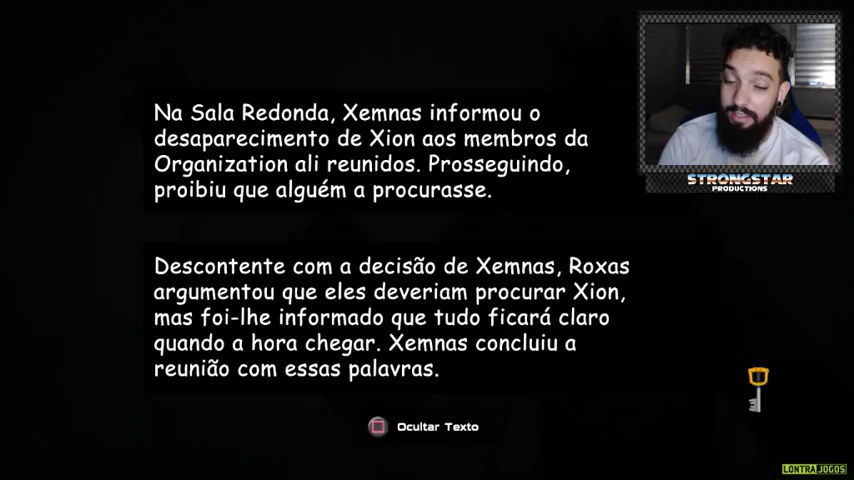 Na Sala Redonda, Xemnas informou o
desaparecimento de Xion aos membros da
Organization ali reunidos. Prosseguindo,
proibiu que alguém a procurasse.
STRONGSTAR
PRODUCTIONS
Descontente com a decisão de Xemnas, Roxas
argumentou que eles deveriam procurar Xion,
mas foi-lhe informado que tudo ficará claro
quando a hora chegar. Xemnas concluiu a
reunião com essas palavras.
Ocultar Texto
LONTRAJOGOS